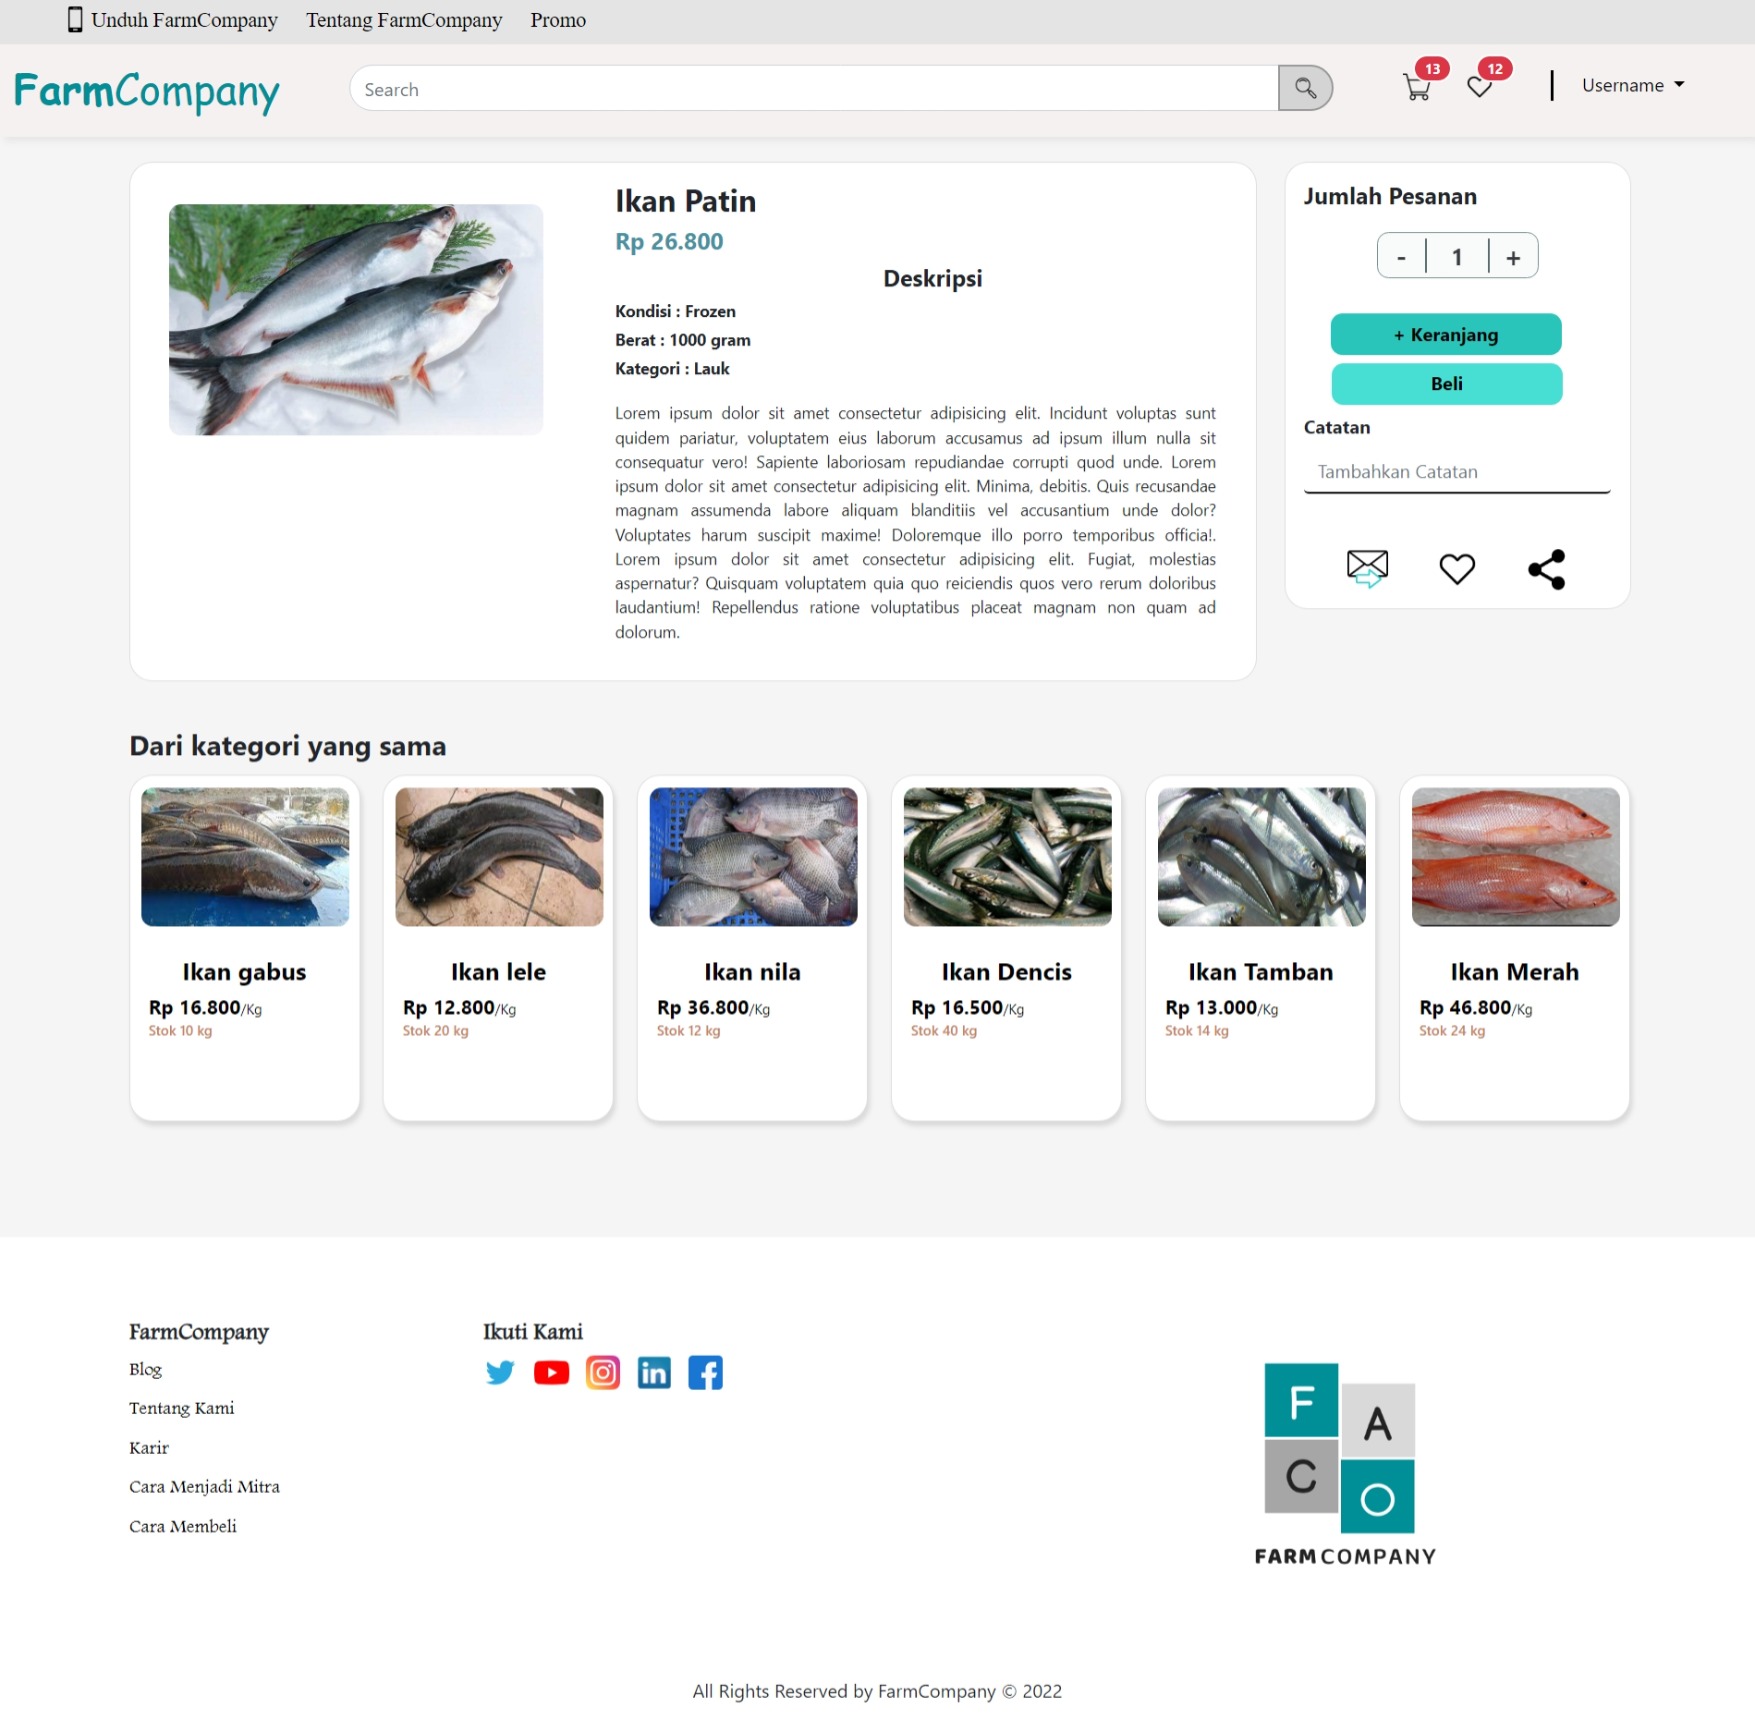 Unduh FarmCompany Tentang FarmCompany Promo
FarmCompany Search 13 12 Username
Ikan Patin
Rp 26.800
Deskripsi
Kondisi : Frozen
Berat : 1000 gram
Kategori : Lauk
Lorem ipsum dolor sit amet consectetur adipisicing elit. Incidunt voluptas sunt
quidem pariatur, voluptatem eius laborum accusamus ad ipsum illum nulla sit
consequatur vero! Sapiente laboriosam repudiandae corrupti quod unde. Lorem
ipsum dolor sit amet consectetur adipisicing elit. Minima, debitis. Quis recusandae
magnam assumenda labore aliquam blanditiis vel accusantium unde dolor?
Voluptates harum suscipit maxime! Doloremque illo porro temporibus officia!.
Lorem ipsum dolor sit amet consectetur adipisicing elit. Fugiat, molestias
aspernatur? Quisquam voluptatem quia quo reiciendis quos vero rerum doloribus
laudantium! Repellendus ratione voluptatibus placeat magnam non quam ad
dolorum.
Jumlah Pesanan
- 1 +
+ Keranjang
Beli
Catatan
Tambahkan Catatan
Dari kategori yang sama
Ikan gabus
Rp 16.800/Kg
Stok 10 kg
Ikan lele
Rp 12.800/Kg
Stok 20 kg
Ikan nila
Rp 36.800/Kg
Stok 12 kg
Ikan Dencis
Rp 16.500/Kg
Stok 40 kg
Ikan Tamban
Rp 13.000/Kg
Stok 14 kg
Ikan Merah
Rp 46.800/Kg
Stok 24 kg
FarmCompany
Blog
Tentang Kami
Karir
Cara Menjadi Mitra
Cara Membeli
Ikuti Kami
in
F
A
C
O
FARM COMPANY
All Rights Reserved by FarmCompany © 2022